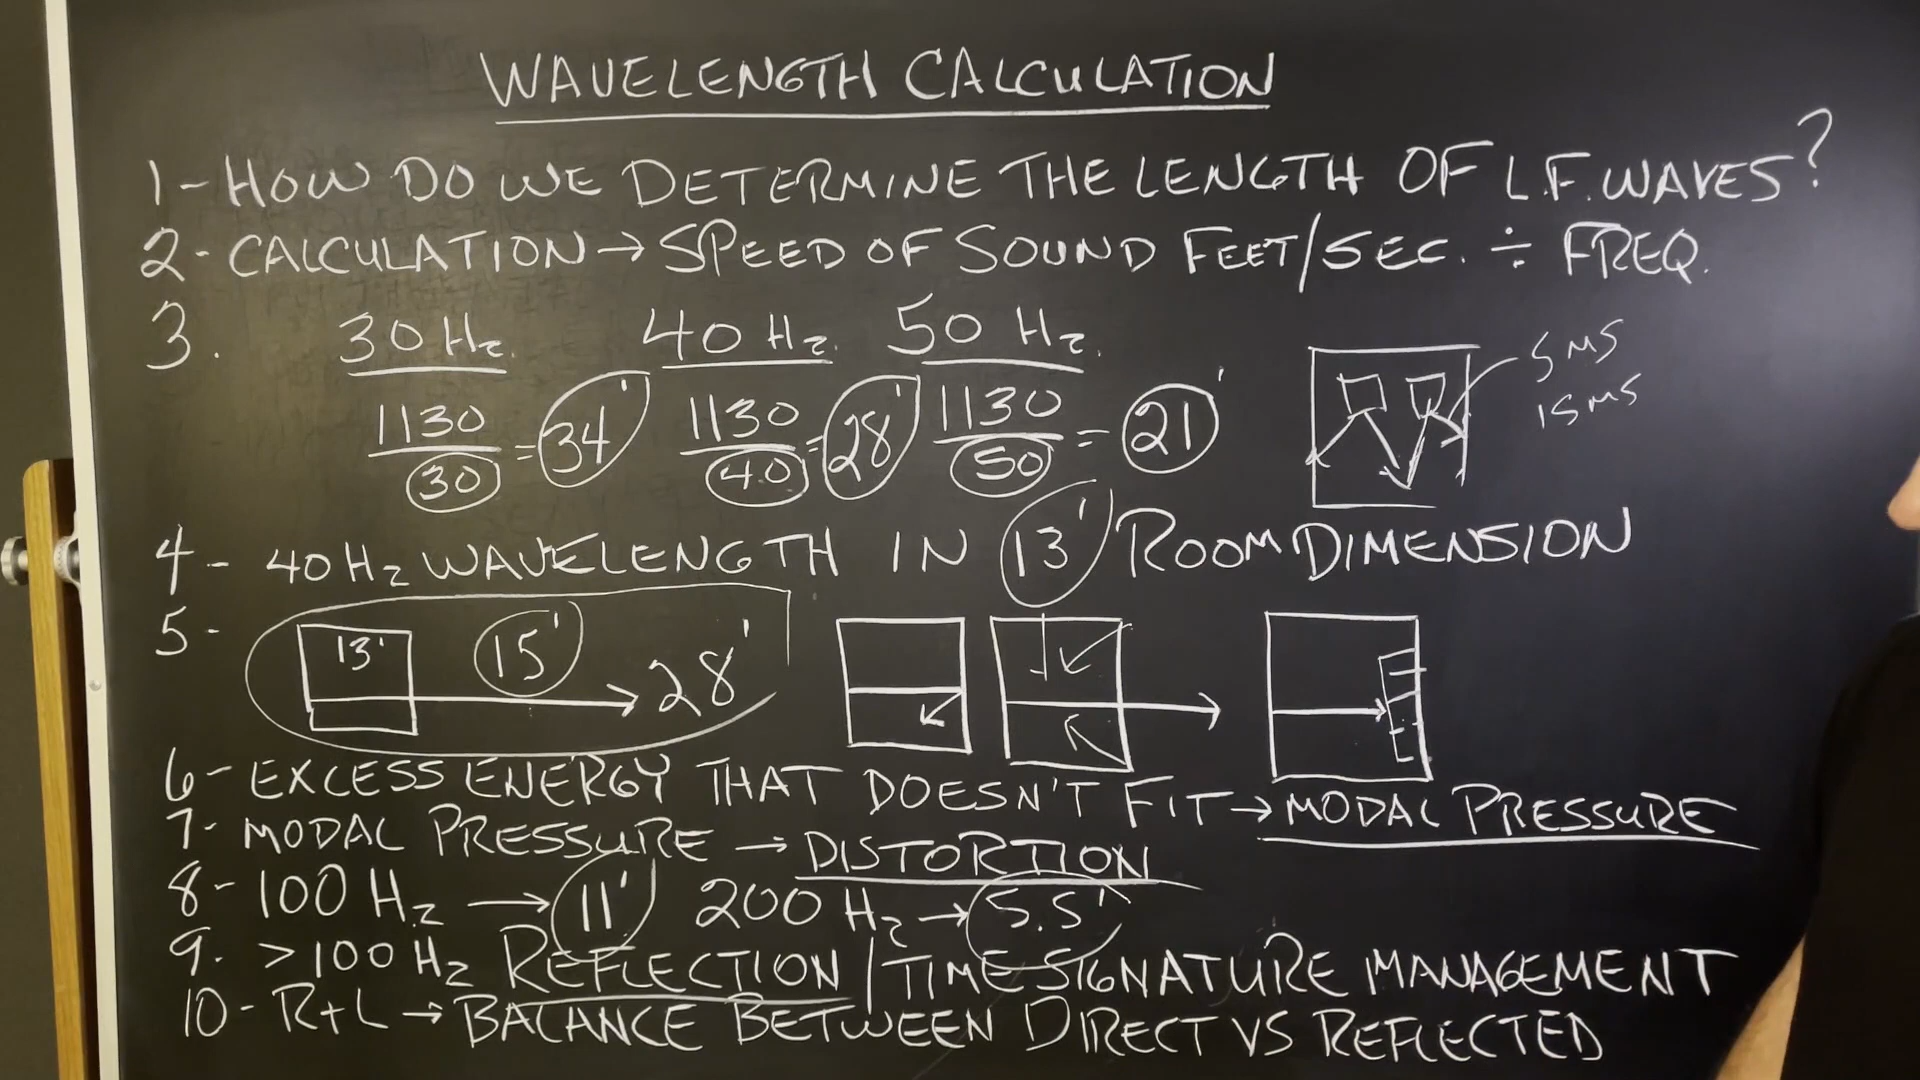 WAVELENGTH CALCULATION
1- HOW DO WE DETERMINE THE LENGTH OF L.F. WAVES?
2- CALCULATION → SPEED OF SOUND FEET/SEC. ÷ FREQ.
3. 30 Hz. 40 Hz. 50 Hz.
1130/30 = 34' 1130/40 = 28' 1130/50 = 21'
5 MS
15 MS
4- 40 Hz WAVELENGTH IN 13' ROOM DIMENSION
5- 13' 15' 28'
6- EXCESS ENERGY THAT DOESN'T FIT → MODAL PRESSURE
7- MODAL PRESSURE → DISTORTION
8- 100 Hz → 11' 200 Hz → 5.5'
9. >100 Hz REFLECTION / TIME SIGNATURE MANAGEMENT
10- R+L → BALANCE BETWEEN DIRECT VS REFLECTED